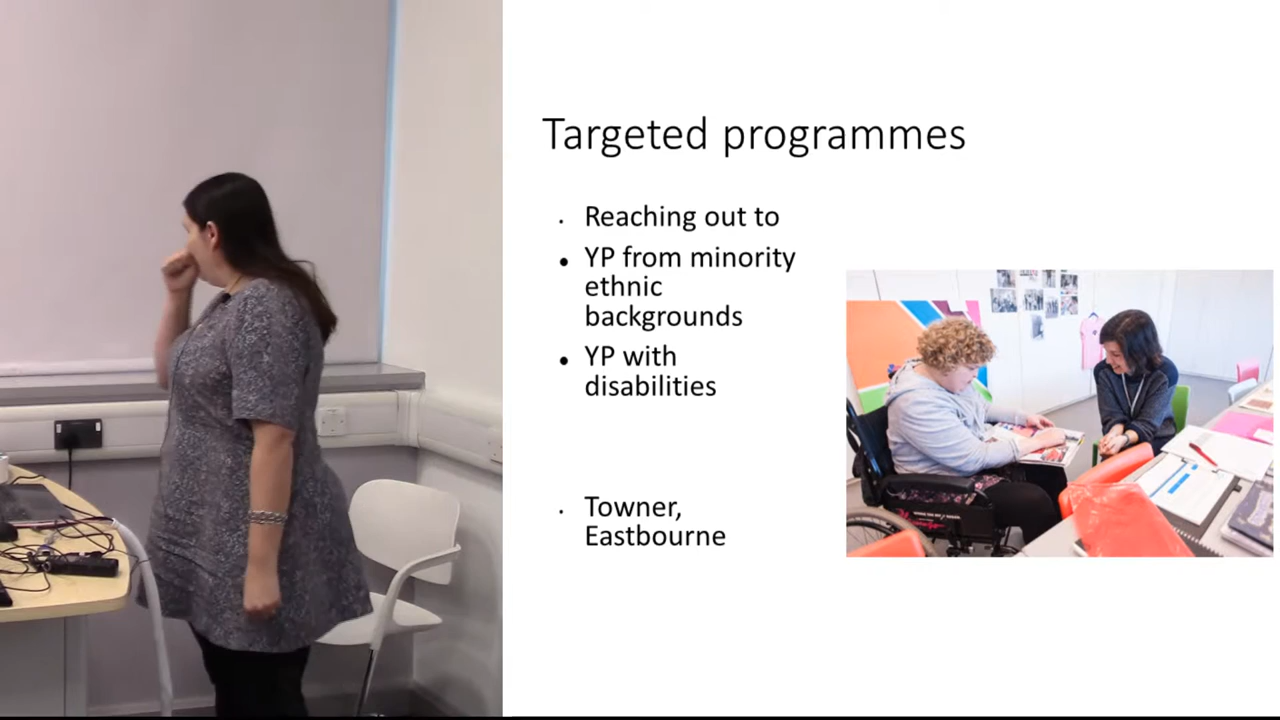 Targeted programmes
• Reaching out to
• YP from minority
ethnic
backgrounds
• YP with
disabilities
• Towner,
Eastbourne